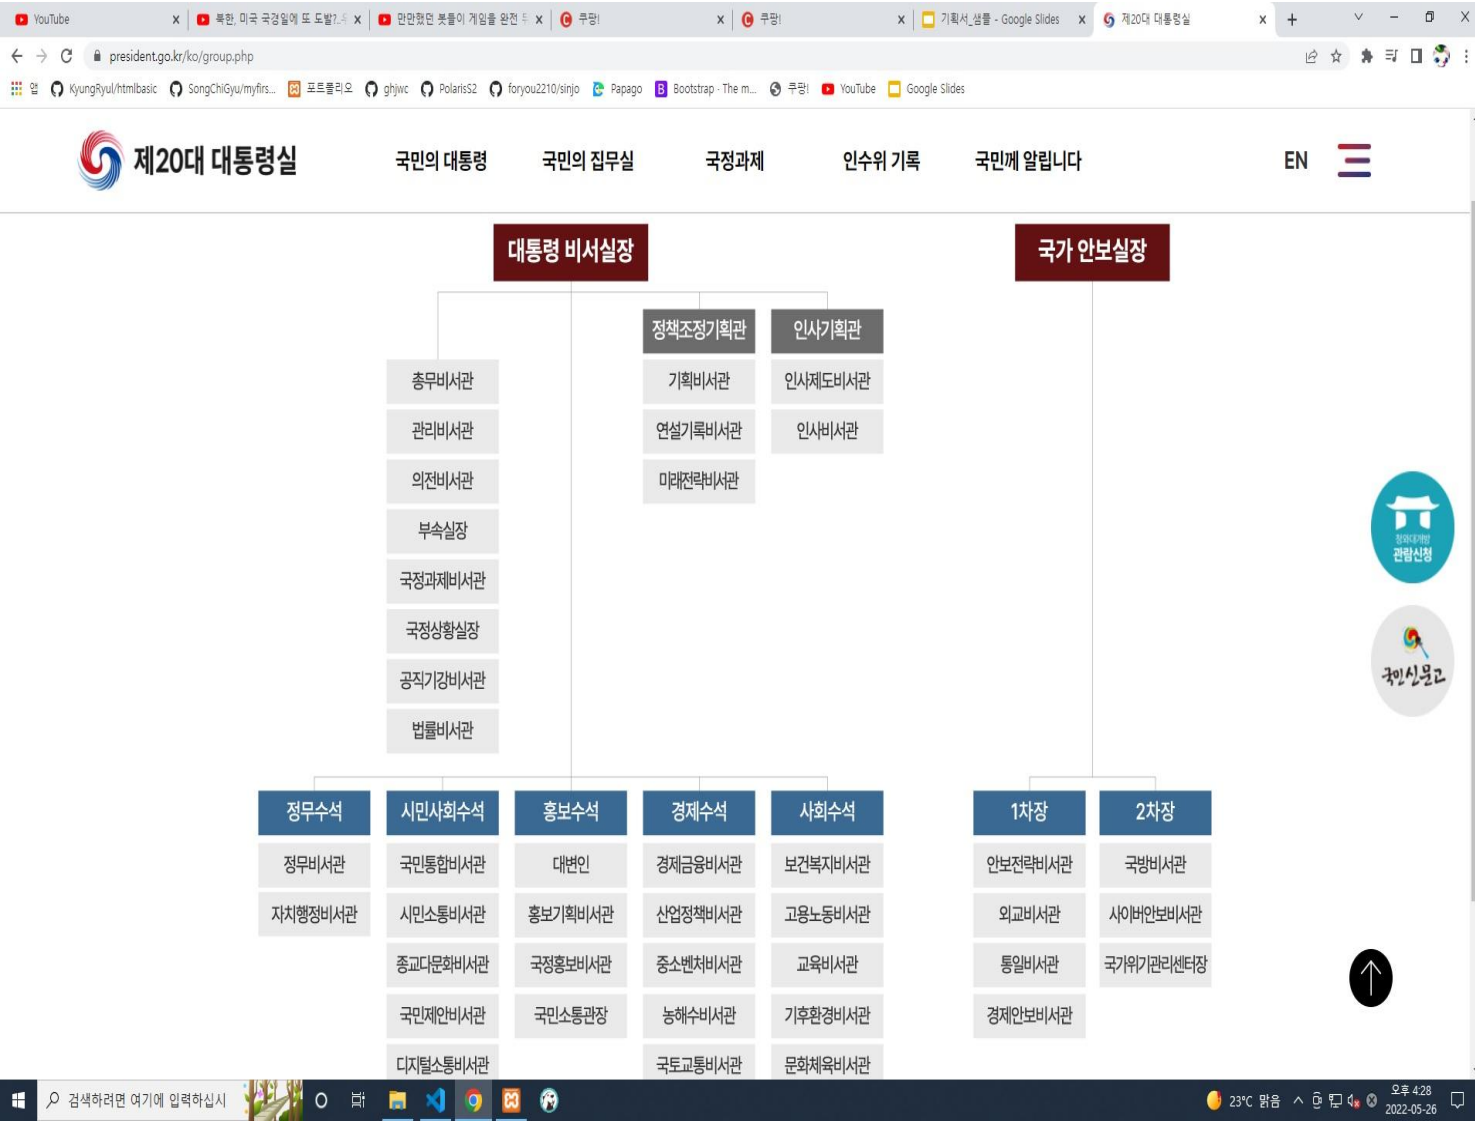 YouTube
북한, 미국 국경일에 또 도발?..
만만했던 봇들이 게임을 완전
쿠팡!
쿠팡!
기획서_샘플 - Google Slides
제20대 대통령실
president.go.kr/ko/group.php
앱 KyungRyul/htmlbasic SongChiGyu/myfirs... 포트폴리오 ghjwc PolarisS2 foryou2210/sinjo Papago Bootstrap · The m... 쿠팡! YouTube Google Slides
제20대 대통령실 국민의 대통령 국민의 집무실 국정과제 인수위 기록 국민께 알립니다 EN
대통령 비서실장 국가 안보실장
정책조정기획관 인사기획관
총무비서관 기획비서관 인사제도비서관
관리비서관 연설기록비서관 인사비서관
의전비서관 미래전략비서관
부속실장
청와대개방
관람신청
국정과제비서관
국정상황실장
국민신문고
공직기강비서관
법률비서관
정무수석 시민사회수석 홍보수석 경제수석 사회수석 1차장 2차장
정무비서관 국민통합비서관 대변인 경제금융비서관 보건복지비서관 안보전략비서관 국방비서관
자치행정비서관 시민소통비서관 홍보기획비서관 산업정책비서관 고용노동비서관 외교비서관 사이버안보비서관
종교다문화비서관 국정홍보비서관 중소벤처비서관 교육비서관 통일비서관 국가위기관리센터장
국민제안비서관 국민소통관장 농해수비서관 기후환경비서관 경제안보비서관
디지털소통비서관 국토교통비서관 문화체육비서관
검색하려면 여기에 입력하십시
23°C 맑음
오후 4:28
2022-05-26